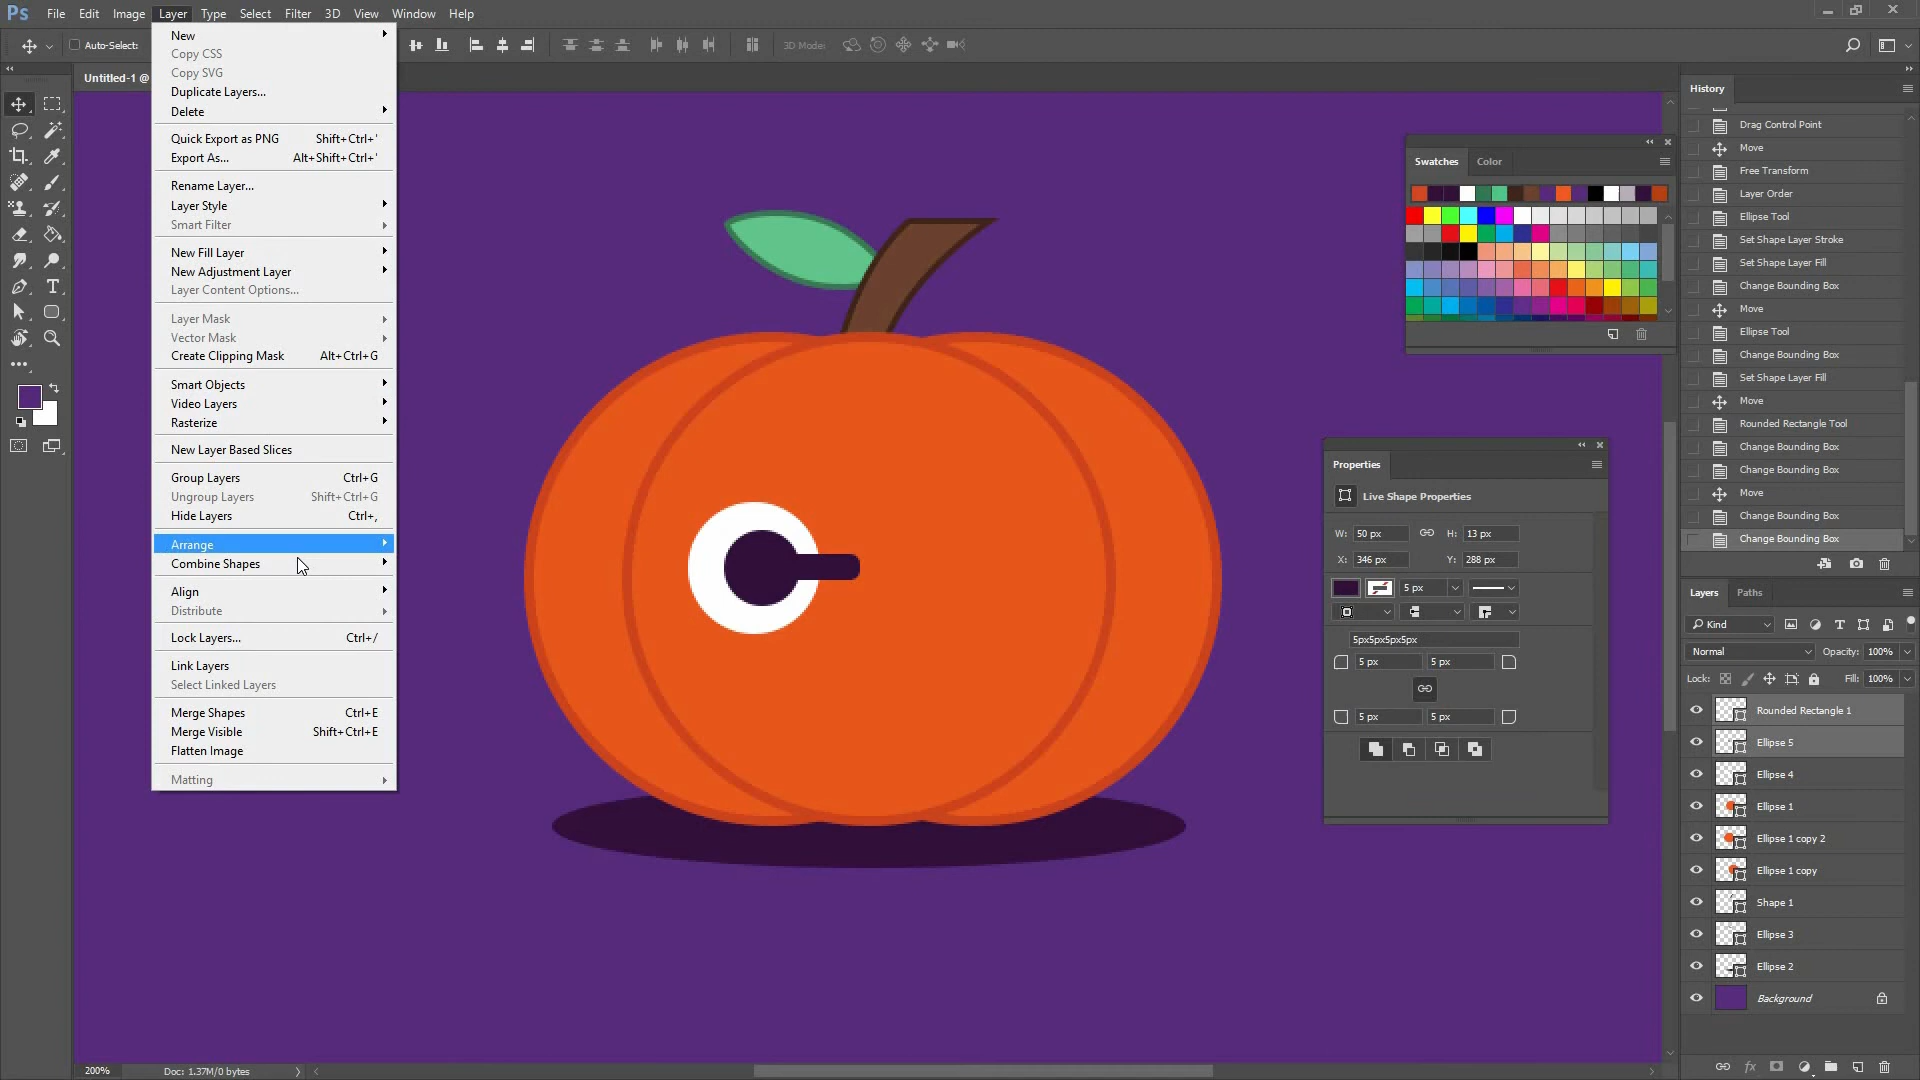 Ps File Edit Image Layer Type Select Filter 3D View Window Help
Auto-Select:
3D Mode:
Untitled-1 @
New
Copy CSS
Copy SVG
Duplicate Layers...
Delete
Quick Export as PNG Shift+Ctrl+'
Export As... Alt+Shift+Ctrl+'
Rename Layer...
Layer Style
Smart Filter
New Fill Layer
New Adjustment Layer
Layer Content Options...
Layer Mask
Vector Mask
Create Clipping Mask Alt+Ctrl+G
Smart Objects
Video Layers
Rasterize
New Layer Based Slices
Group Layers Ctrl+G
Ungroup Layers Shift+Ctrl+G
Hide Layers Ctrl+,
Arrange
Combine Shapes
Align
Distribute
Lock Layers... Ctrl+/
Link Layers
Select Linked Layers
Merge Shapes Ctrl+E
Merge Visible Shift+Ctrl+E
Flatten Image
Matting
Swatches Color
Properties
Live Shape Properties
W: 50 px H: 13 px
X: 346 px Y: 288 px
5 px
5px5px5px5px
5 px 5 px
5 px 5 px
History
Drag Control Point
Move
Free Transform
Layer Order
Ellipse Tool
Set Shape Layer Stroke
Set Shape Layer Fill
Change Bounding Box
Move
Ellipse Tool
Change Bounding Box
Set Shape Layer Fill
Move
Rounded Rectangle Tool
Change Bounding Box
Change Bounding Box
Move
Change Bounding Box
Change Bounding Box
Layers Paths
Kind
Normal Opacity: 100%
Lock: Fill: 100%
Rounded Rectangle 1
Ellipse 5
Ellipse 4
Ellipse 1
Ellipse 1 copy 2
Ellipse 1 copy
Shape 1
Ellipse 3
Ellipse 2
Background
200% Doc: 1.37M/0 bytes